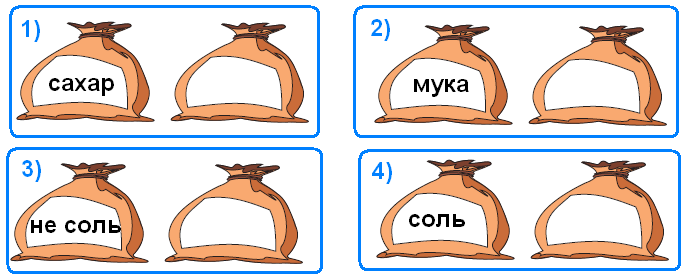 1)
сахар
2)
мука
3)
не соль
4)
соль